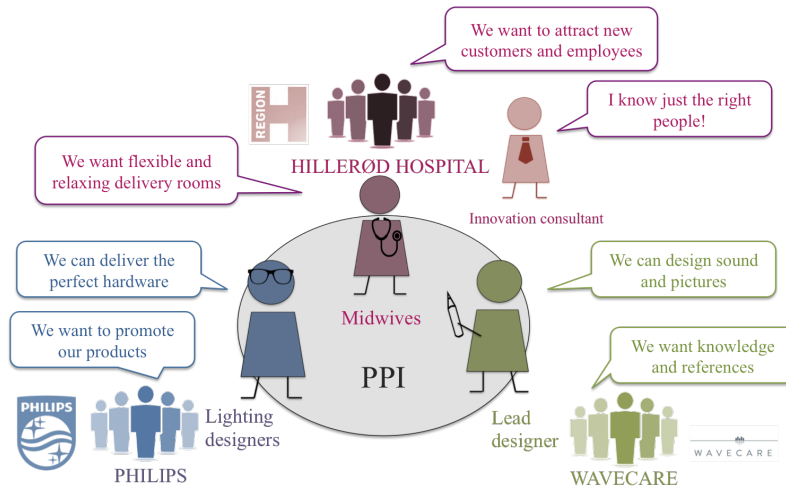 We want to attract new
customers and employees
REGION
H
I know just the right
people!
HILLERØD HOSPITAL
We want flexible and
relaxing delivery rooms
Innovation consultant
We can deliver the
perfect hardware
We can design sound
and pictures
Midwives
We want to promote
our products
We want knowledge
and references
PPI
PHILIPS
Lighting
designers
Lead
designer
PHILIPS
WAVECARE
WAVECARE